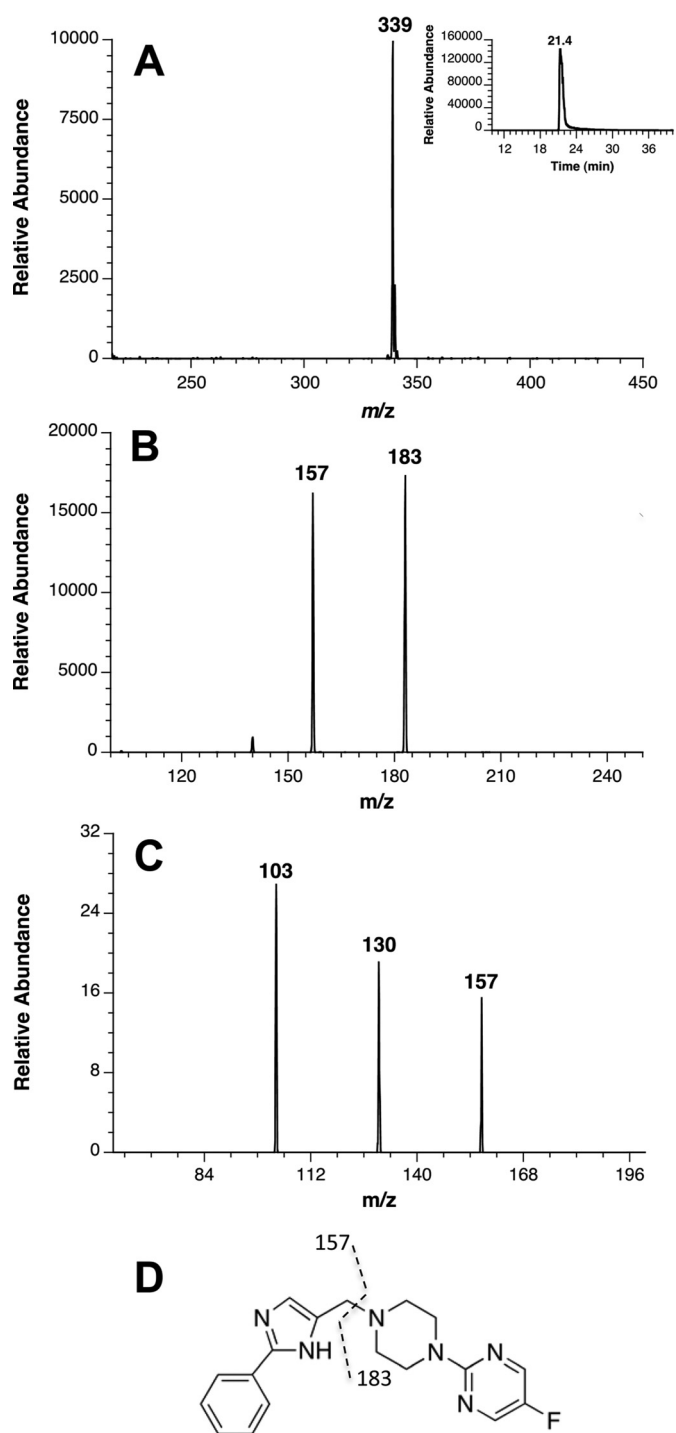 A
339
10000
7500
5000
2500
0
Relative Abundance
250 300 350 400 450
m/z
21.4
160000
120000
80000
40000
0
Relative Abundance
12 18 24 30 36
Time (min)
B
20000
15000
10000
5000
0
Relative Abundance
157
183
120 150 180 210 240
m/z
C
32
24
16
8
0
Relative Abundance
103
130
157
84 112 140 168 196
m/z
D
157
N
NH
N
N
N
N
F
183